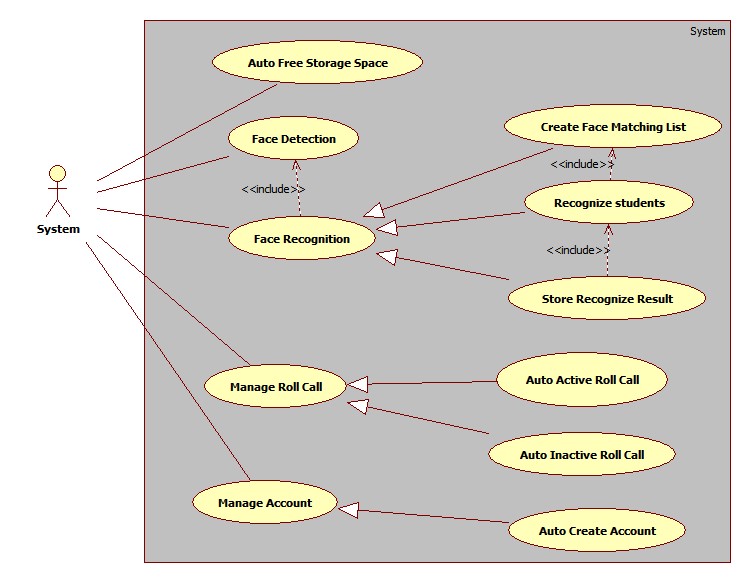 System
Auto Free Storage Space
Face Detection
Create Face Matching List
<<include>>
<<include>>
Recognize students
System
Face Recognition
<<include>>
Store Recognize Result
Manage Roll Call
Auto Active Roll Call
Auto Inactive Roll Call
Manage Account
Auto Create Account